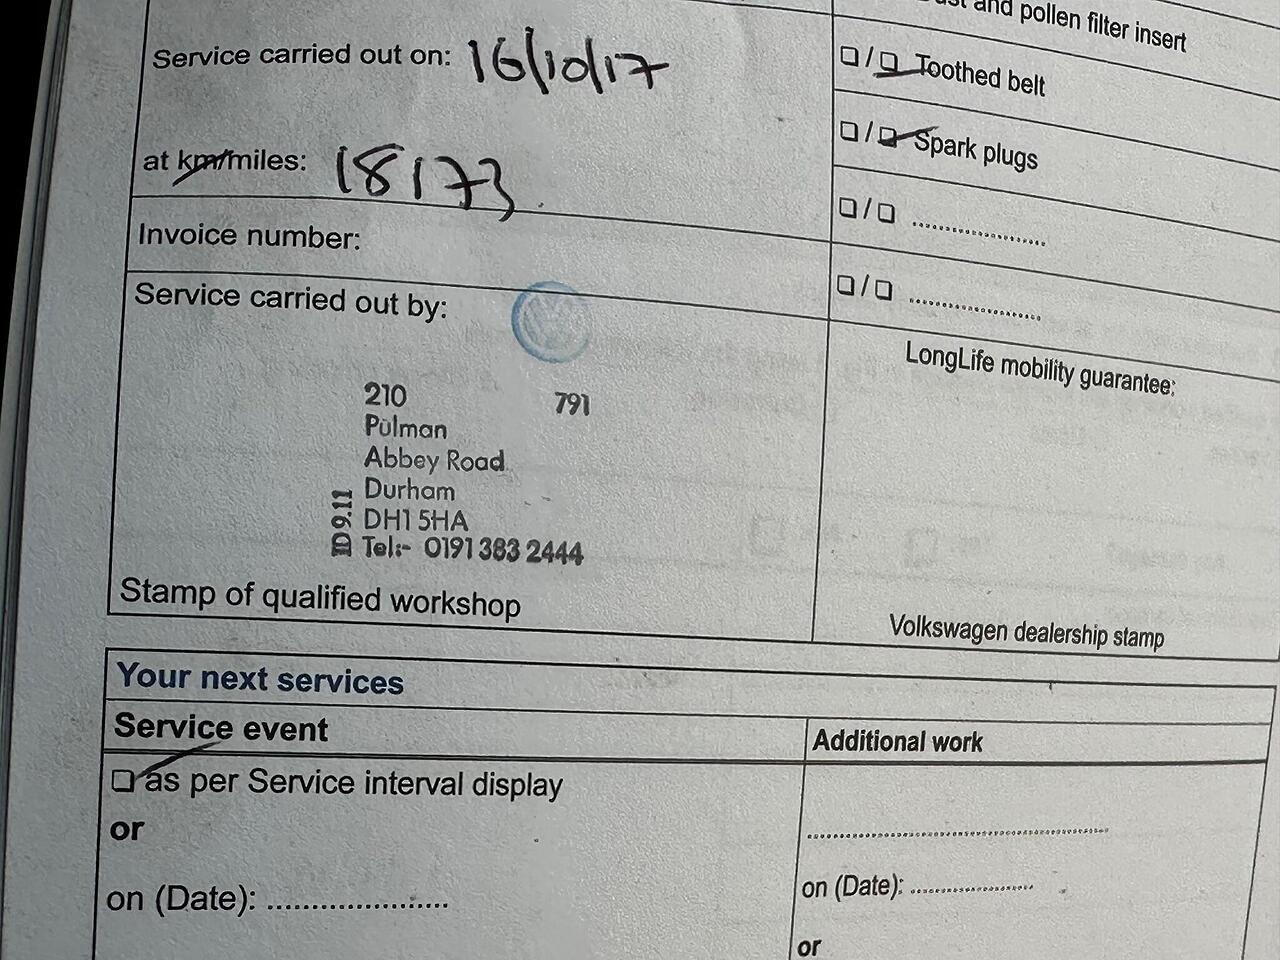 Service carried out on: 16/10/17
at km/miles: 18173
Invoice number:
Service carried out by:
210 791
Pulman
Abbey Road
Durham
DH1 5HA
Tel:- 0191 383 2444
ID 9.11
Stamp of qualified workshop
and pollen filter insert
☐/☐ Toothed belt
☐/☐ Spark plugs
☐/☐ ......................
☐/☐ ......................
LongLife mobility guarantee:
Volkswagen dealership stamp
Your next services
Service event
☐ as per Service interval display
or
on (Date): ......................
Additional work
..................................................
on (Date): ......................
or